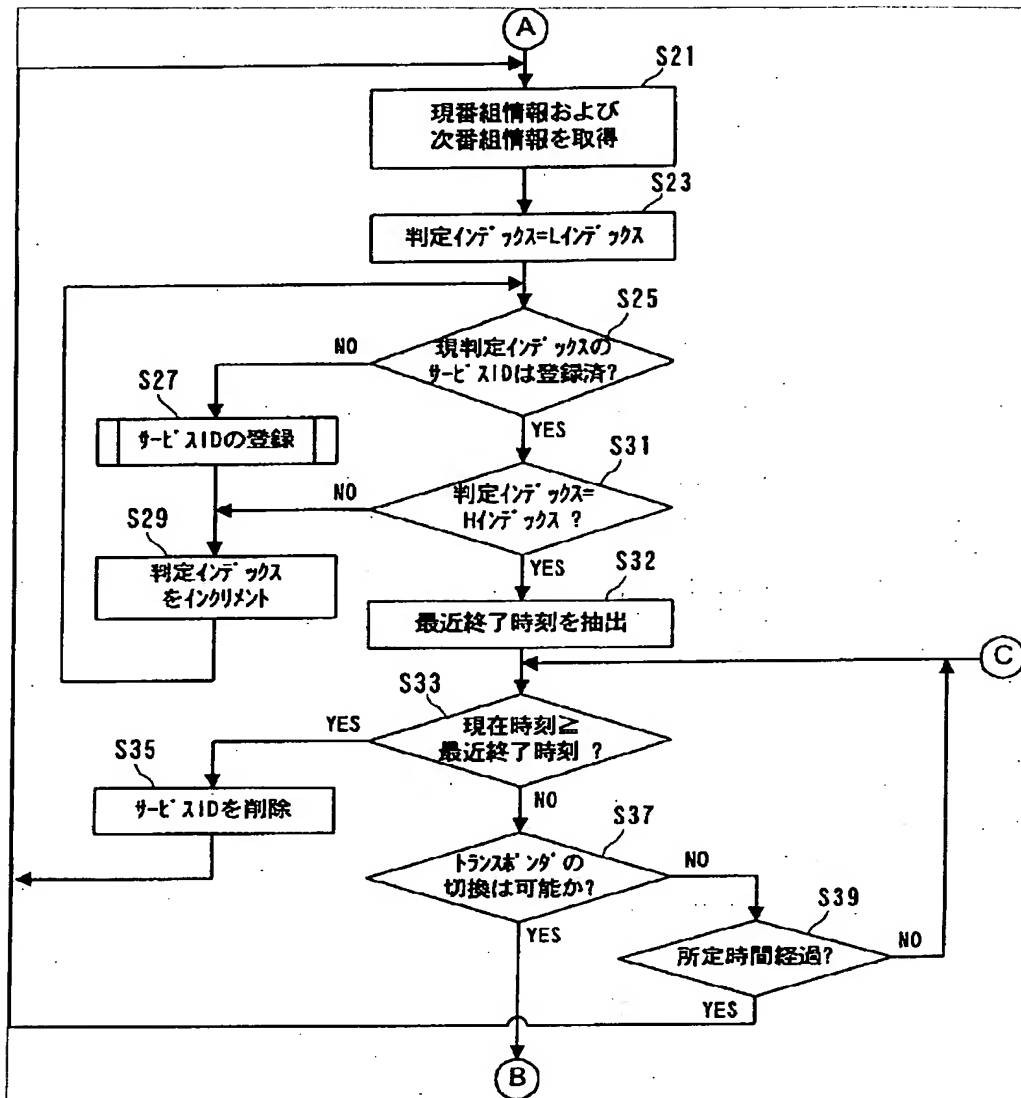 A
S21
現番組情報および
次番組情報を取得
S23
判定インデックス=Lインデックス
S25
現判定インデックスの
サービスIDは登録済?
NO
YES
S27
サービスIDの登録
S31
判定インデックス=
Hインデックス ?
NO
YES
S29
判定インデックス
をインクリメント
S32
最近終了時刻を抽出
C
S33
現在時刻≧
最近終了時刻 ?
YES
NO
S35
サービスIDを削除
S37
トランスポンダの
切換は可能か?
NO
YES
S39
所定時間経過?
NO
YES
B